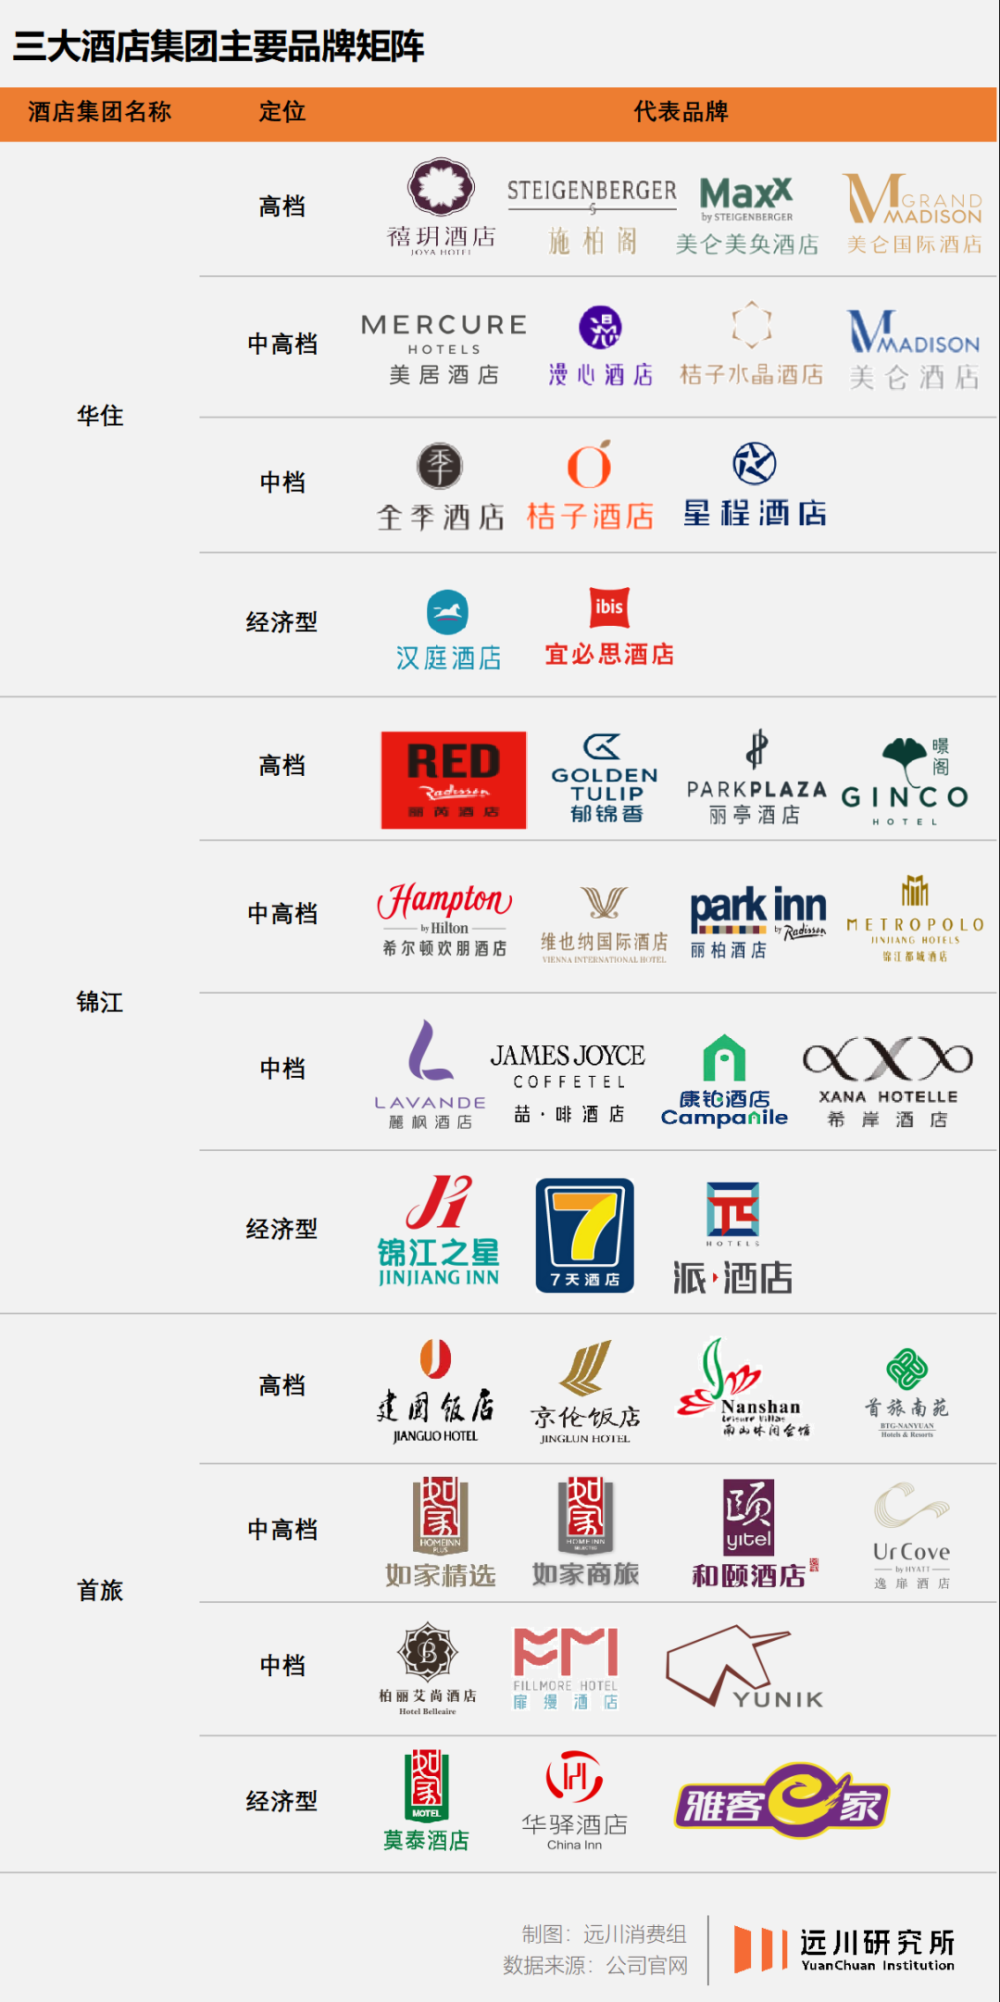 三大酒店集团主要品牌矩阵
酒店集团名称 定位 代表品牌
华住
高档
禧玥酒店
JOYA HOTEL
STEIGENBERGER
施柏阁
Maxx
by STEIGENBERGER
美仑美奂酒店
GRAND
MADISON
美仑国际酒店
中高档
MERCURE
HOTELS
美居酒店
漫
漫心酒店
桔子水晶酒店
MADISON
美仑酒店
中档
季
全季酒店
桔子酒店
星程酒店
经济型
汉庭酒店
ibis
宜必思酒店
锦江
高档
RED
Radisson
丽芮酒店
GOLDEN
TULIP
郁锦香
PARKPLAZA
丽亭酒店
暻阁
GINCO
HOTEL
中高档
Hampton
by Hilton
希尔顿欢朋酒店
维也纳国际酒店
VIENNA INTERNATIONAL HOTEL
park inn
by Radisson
丽柏酒店
METROPOLO
JINJIANG HOTELS
锦江都城酒店
中档
LAVANDE
麗枫酒店
JAMES JOYCE
COFFETEL
喆·啡酒店
康铂酒店
Campanile
XANA HOTELLE
希岸酒店
经济型
锦江之星
JINJIANG INN
7
7天酒店
HOTELS
派·酒店
首旅
高档
建国饭店
JIANGUO HOTEL
京伦饭店
JINGLUN HOTEL
Nanshan
Leisure Villas
南山休闲会馆
首旅南苑
BTG-NANYUAN
Hotels & Resorts
中高档
如家
HOMEINN
PLUS
如家精选
如家
HOMEINN
SELECTED
如家商旅
颐
yitel
和颐酒店
UrCove
by HYATT
逸扉酒店
中档
B
柏丽艾尚酒店
Hotel Belleaire
FM
FILLMORE HOTEL
扉缦酒店
YUNIK
经济型
如家
MOTEL
莫泰酒店
华驿酒店
China Inn
雅客e家
制图：远川消费组
数据来源：公司官网
远川研究所
YuanChuan Institution